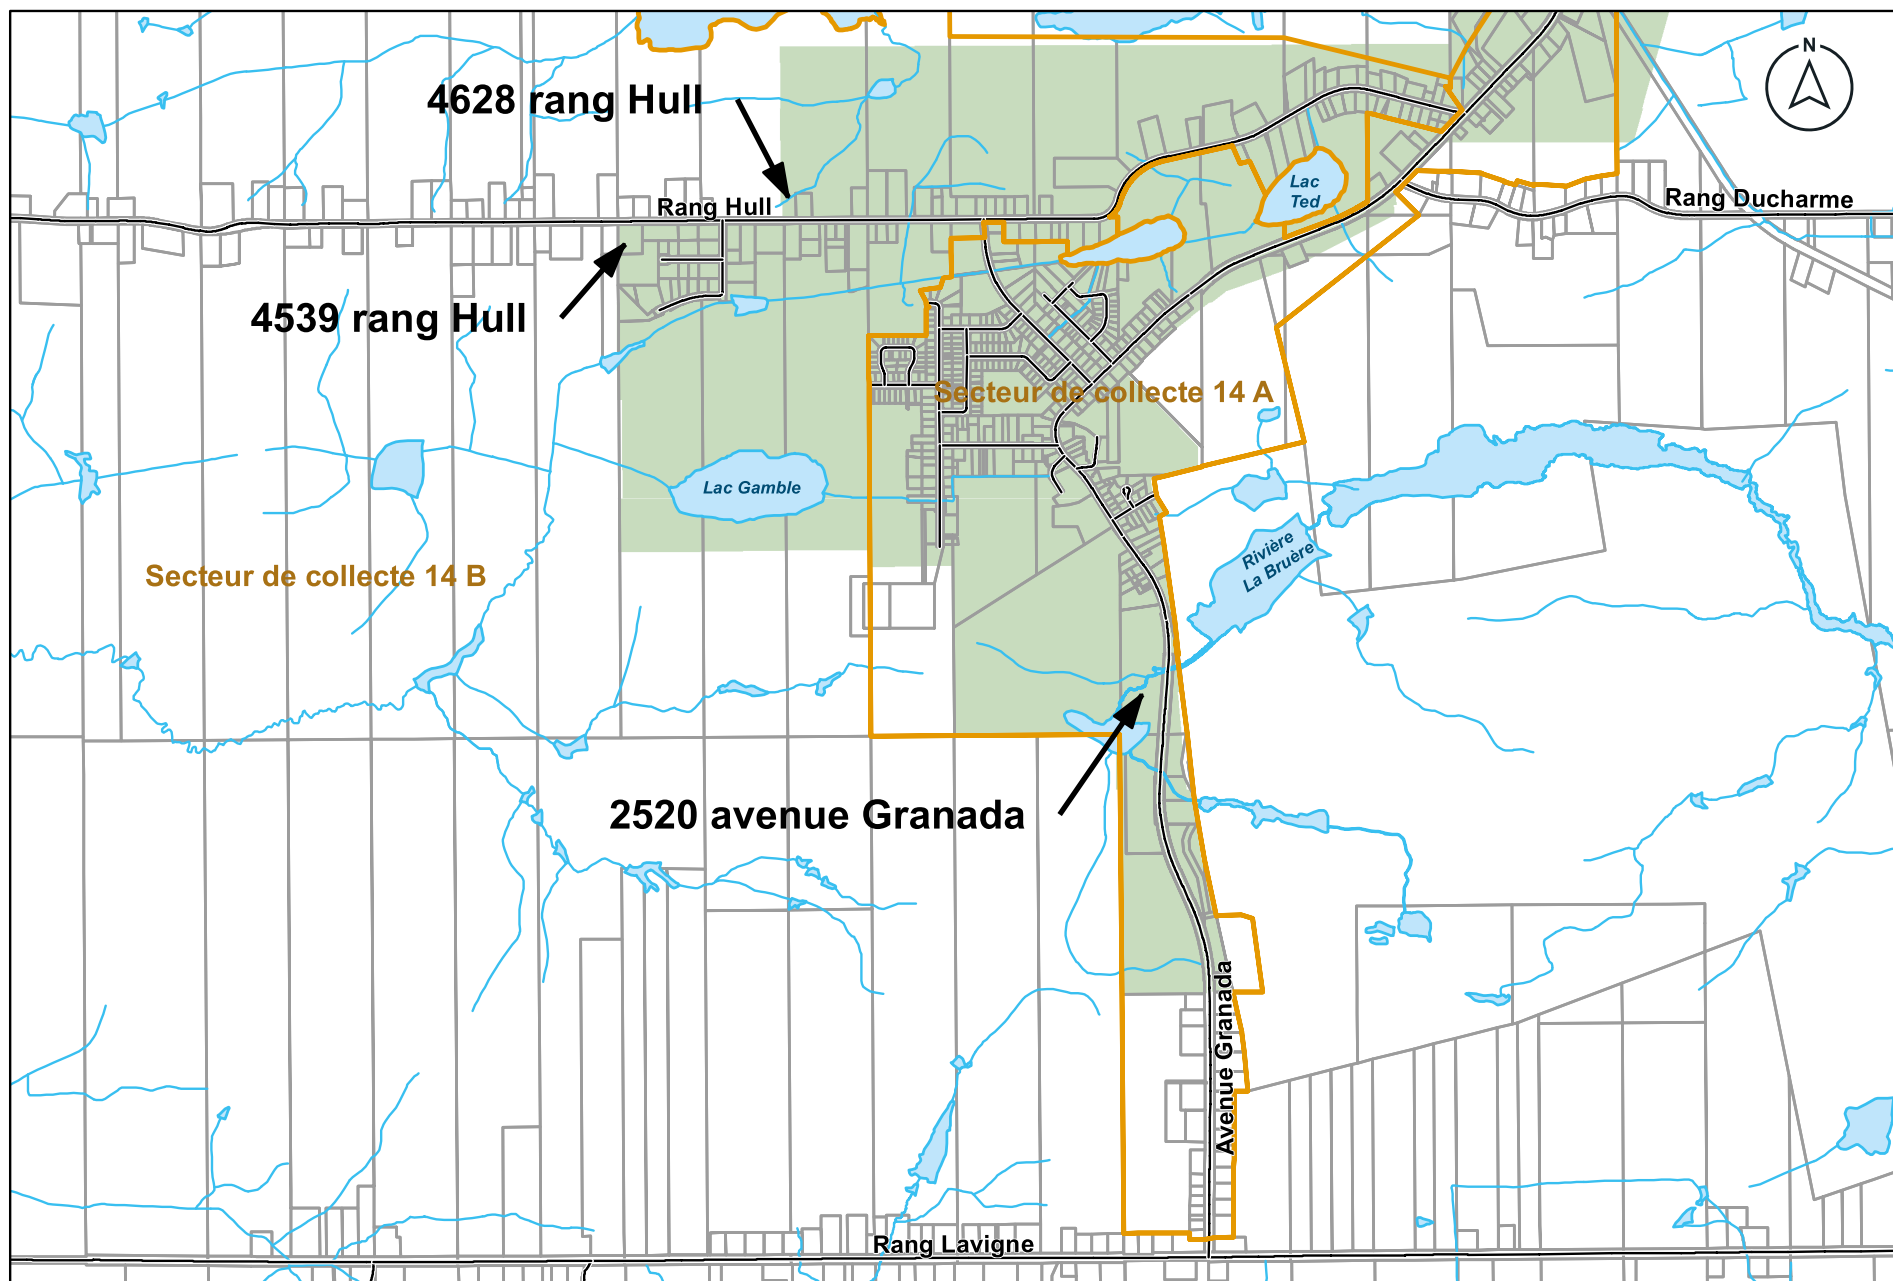 N
4628 rang Hull
Lac
Ted
Rang Ducharme
Rang Hull
4539 rang Hull
Secteur de collecte 14 A
Lac Gamble
Rivière
La Bruère
Secteur de collecte 14 B
2520 avenue Granada
Avenue Granada
Rang Lavigne